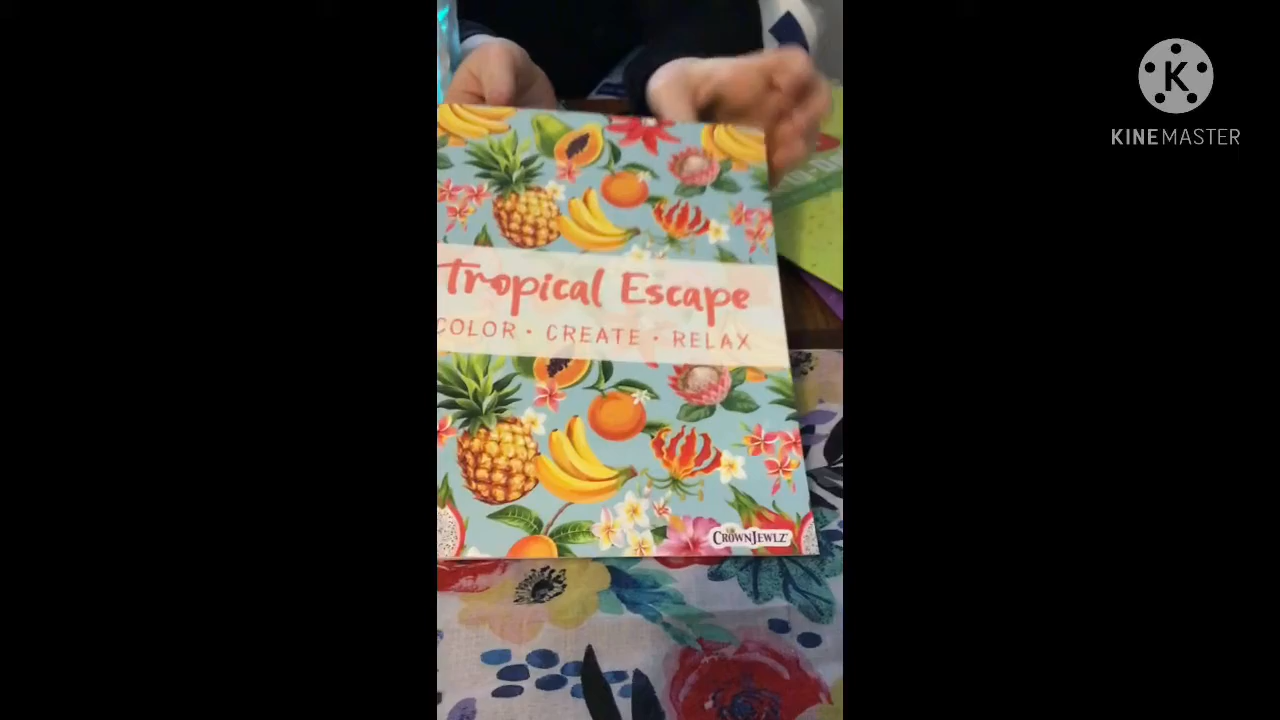 Tropical Escape
COLOR · CREATE · RELAX
CROWNJEWLZ
K
KINEMASTER